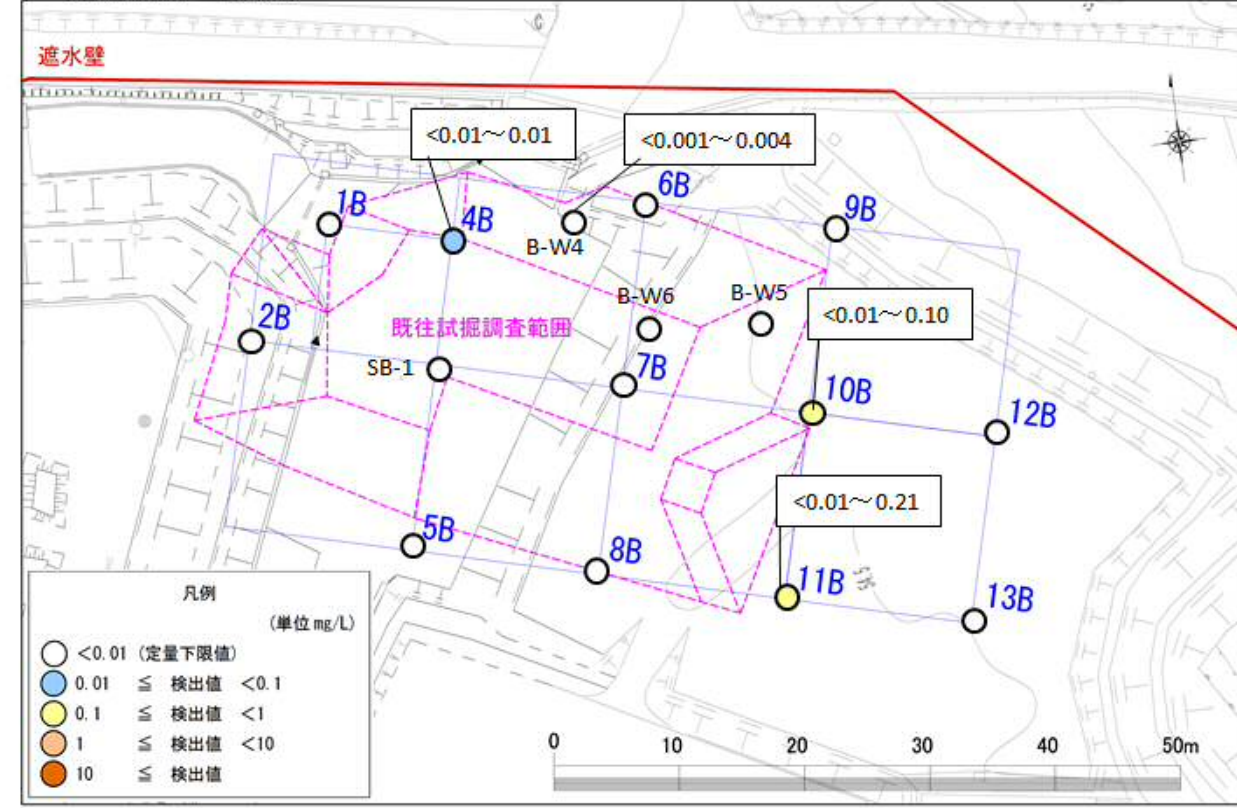 遮水壁
<0.01～0.01
<0.001～0.004
1B
4B
6B
9B
B-W4
B-W6
B-W5
2B
既往試掘調査範囲
<0.01～0.10
SB-1
7B
10B
12B
<0.01～0.21
5B
8B
11B
13B
凡例
(単位 mg/L)
<0.01 (定量下限値)
0.01 ≦ 検出値 <0.1
0.1 ≦ 検出値 <1
1 ≦ 検出値 <10
10 ≦ 検出値
0 10 20 30 40 50m